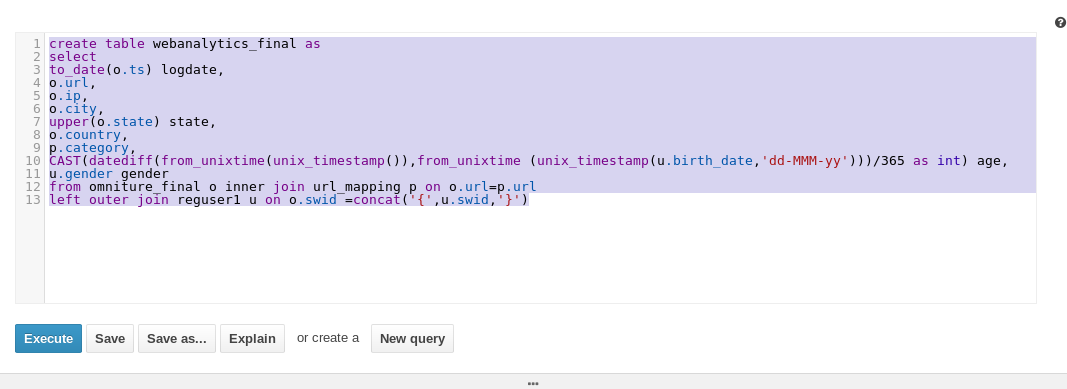 ?
1 create table webanalytics_final as
2 select
3 to_date(o.ts) logdate,
4 o.url,
5 o.ip,
6 o.city,
7 upper(o.state) state,
8 o.country,
9 p.category,
10 CAST(datediff(from_unixtime(unix_timestamp()),from_unixtime (unix_timestamp(u.birth_date,'dd-MMM-yy')))/365 as int) age,
11 u.gender gender
12 from omniture_final o inner join url_mapping p on o.url=p.url
13 left outer join reguser1 u on o.swid =concat('{',u.swid,'}')
Execute Save Save as... Explain or create a New query